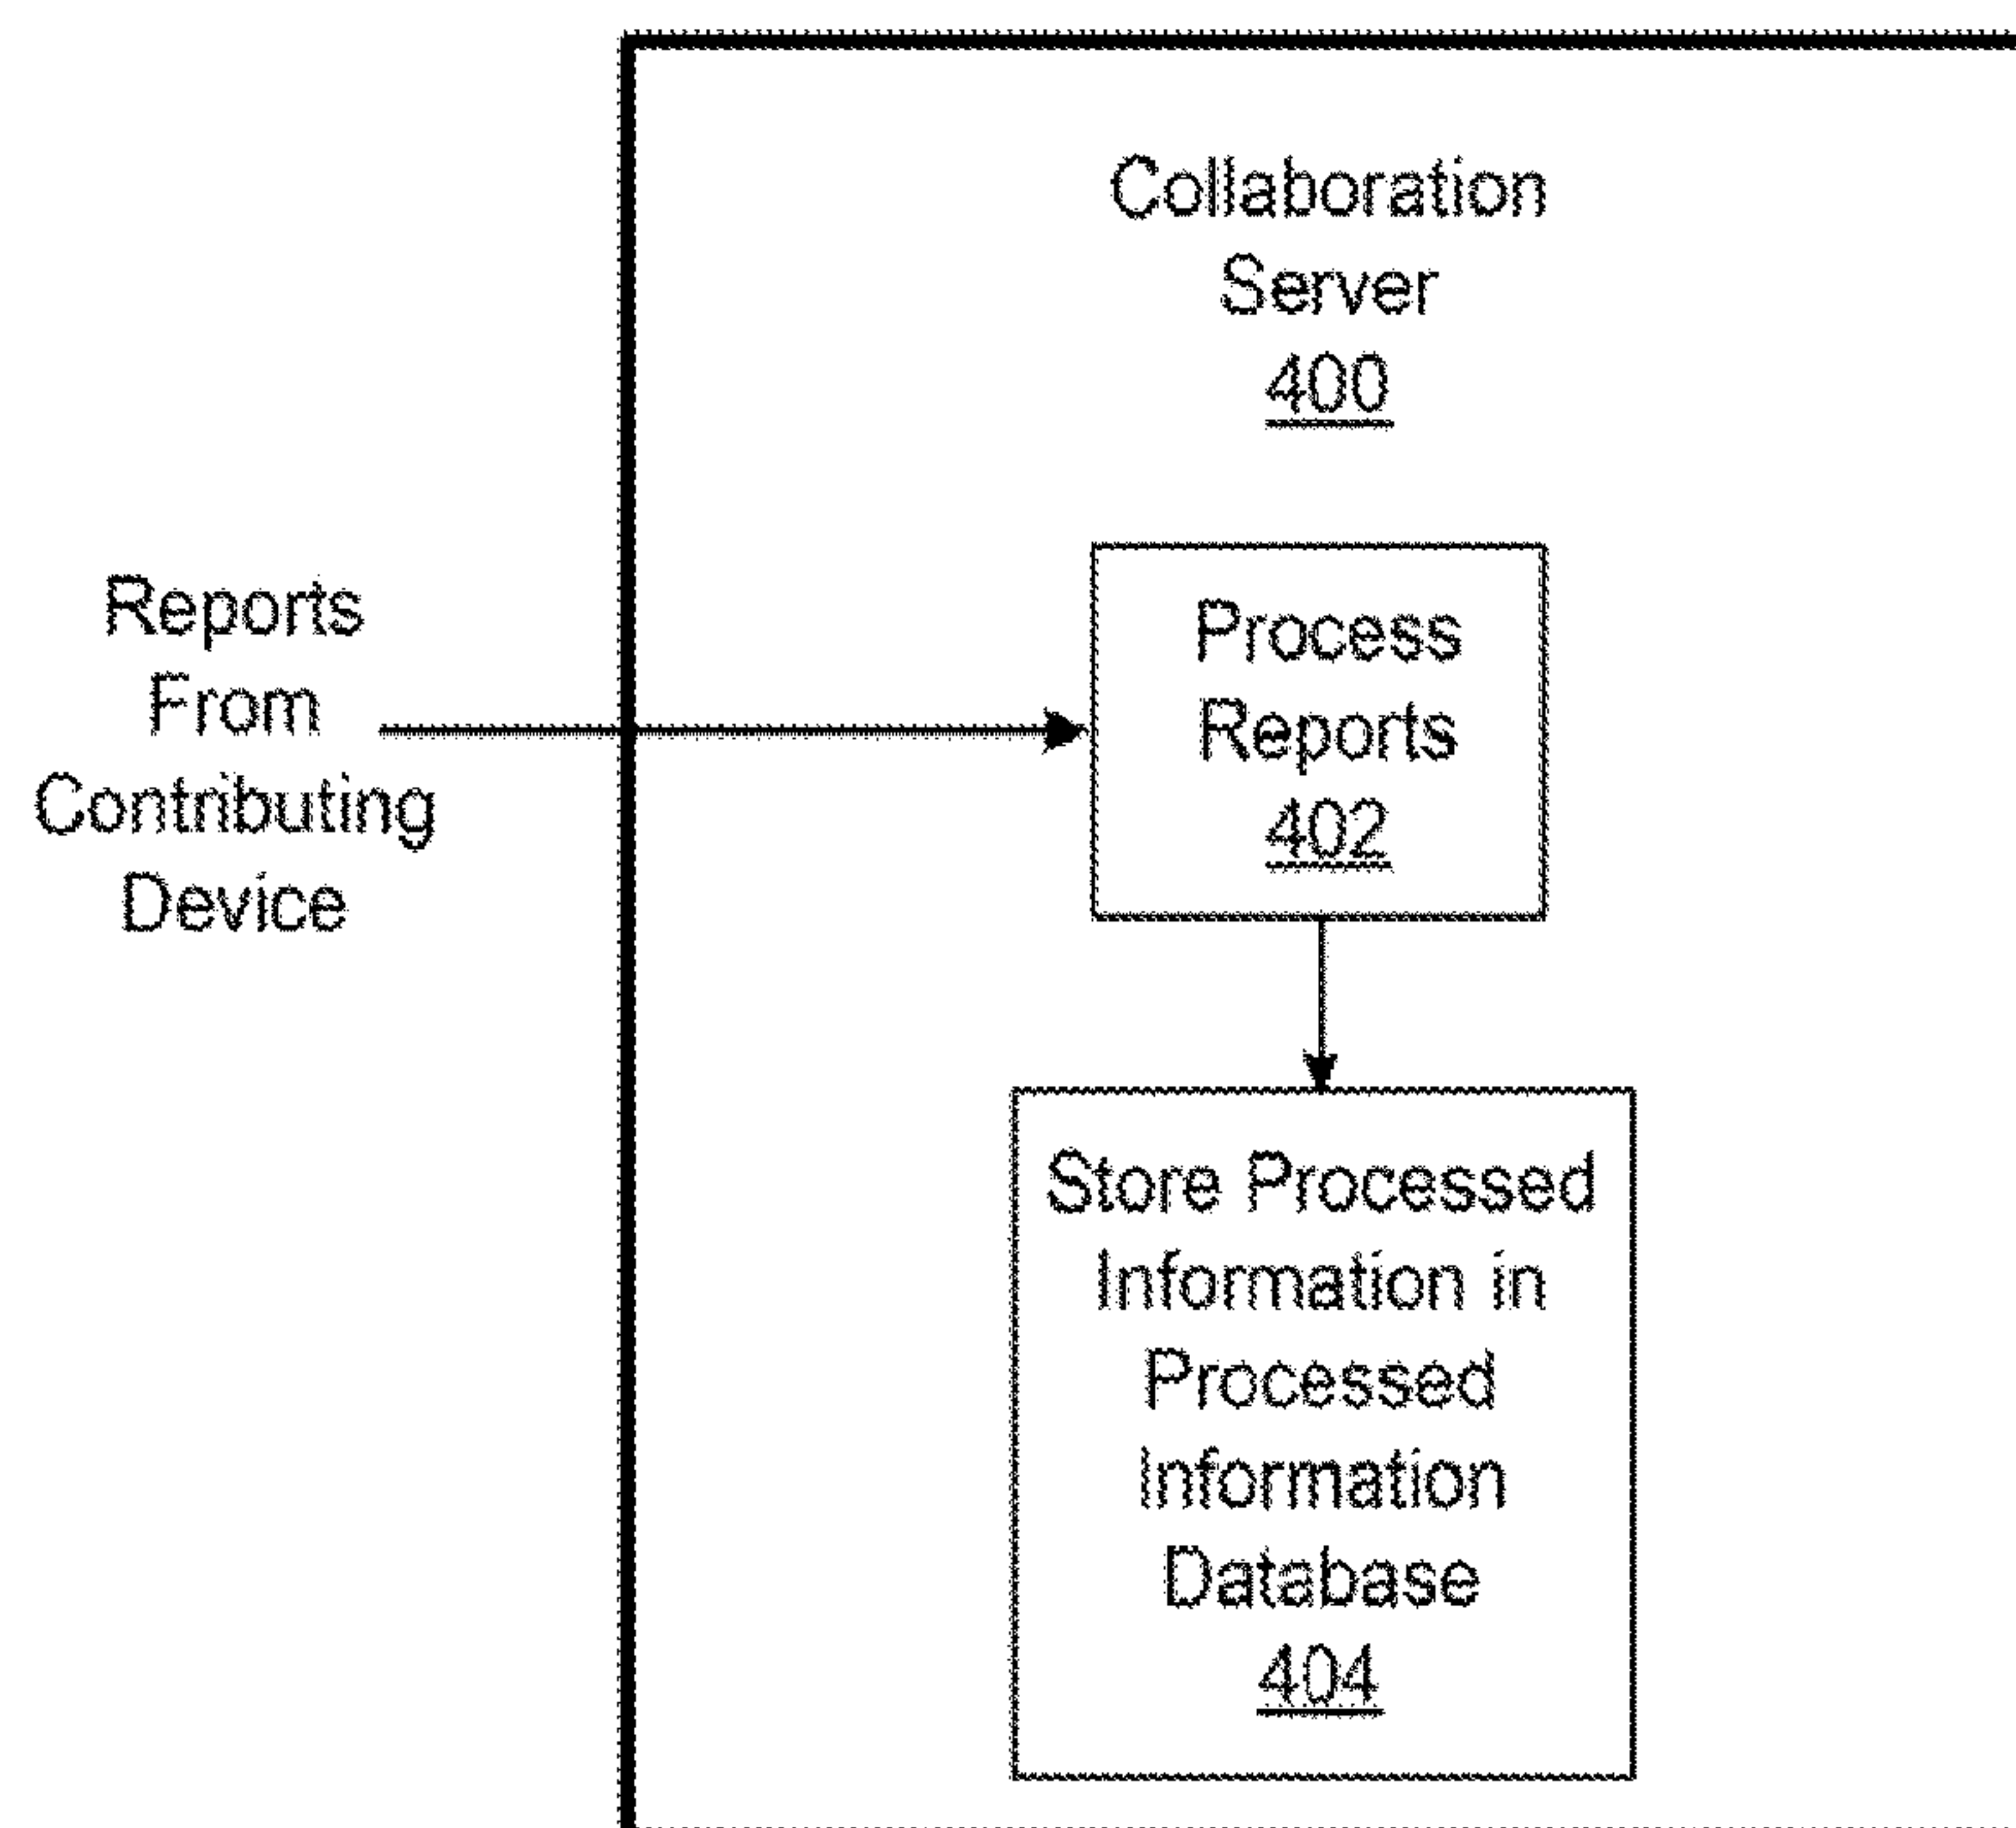 Collaboration
Server
400
Reports
From
Contributing
Device
Process
Reports
402
Store Processed
Information in
Processed
Information
Database
404